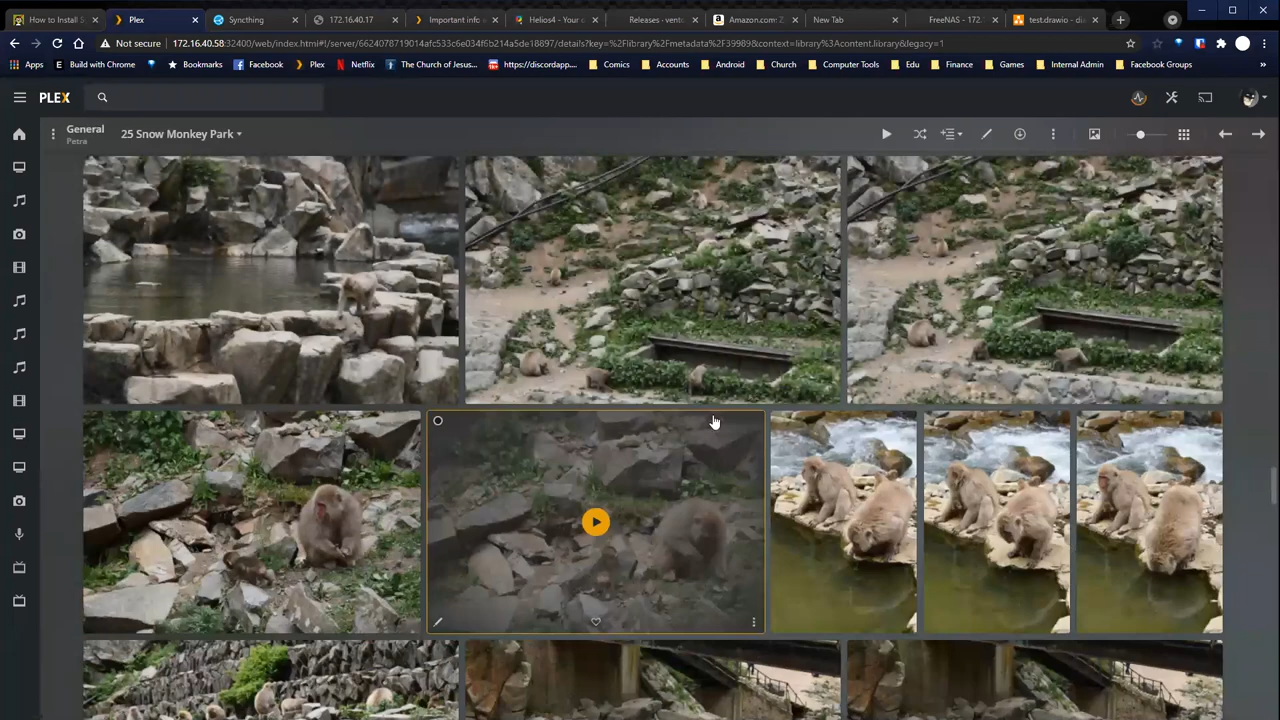 How to Install S
Plex
Syncthing
172.16.40.17
Important info
Helios4 - Your o
Releases - vent
Amazon.com: Z
New Tab
FreeNAS - 172.1
test.drawio - di
Not secure
172.16.40.58:32400/web/index.html#!/server/6624078719014afc533c6e034f6b214a5de18897/details?key=%2Flibrary%2Fmetadata%2F39989&context=library%3Acontent.library&legacy=1
Apps
Build with Chrome
Bookmarks
Facebook
Plex
Netflix
The Church of Jesus...
https://discordapp....
Comics
Accounts
Android
Church
Computer Tools
Edu
Finance
Games
Internal Admin
Facebook Groups
PLEX
General
Petra
25 Snow Monkey Park